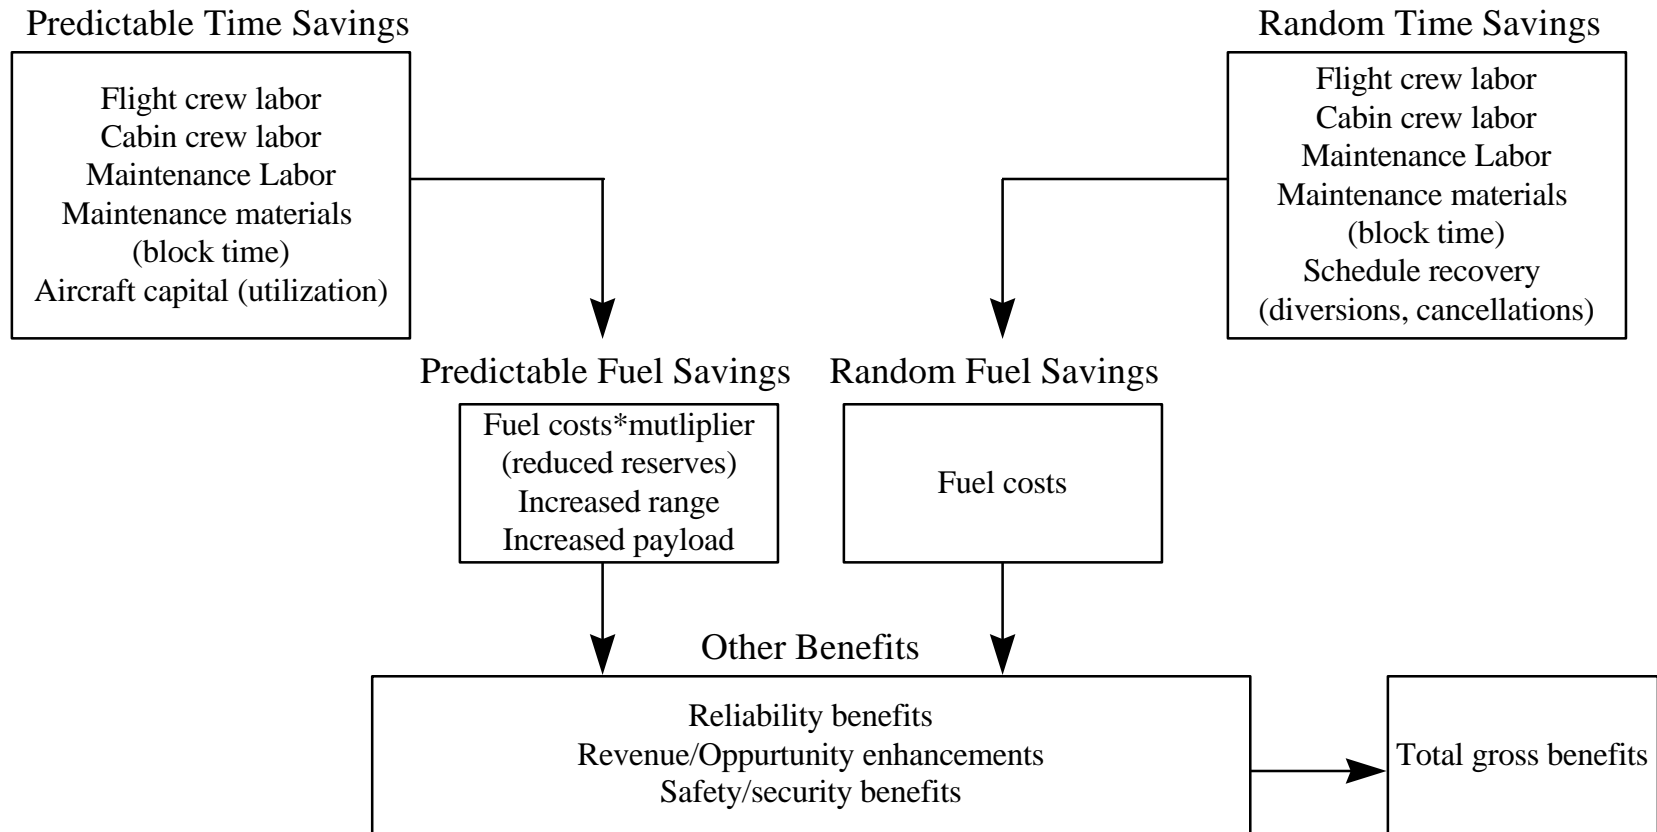 Predictable Time Savings
Flight crew labor
Cabin crew labor
Maintenance Labor
Maintenance materials
(block time)
Aircraft capital (utilization)
Random Time Savings
Flight crew labor
Cabin crew labor
Maintenance Labor
Maintenance materials
(block time)
Schedule recovery
(diversions, cancellations)
Predictable Fuel Savings
Fuel costs*mutliplier
(reduced reserves)
Increased range
Increased payload
Random Fuel Savings
Fuel costs
Other Benefits
Reliability benefits
Revenue/Oppurtunity enhancements
Safety/security benefits
Total gross benefits